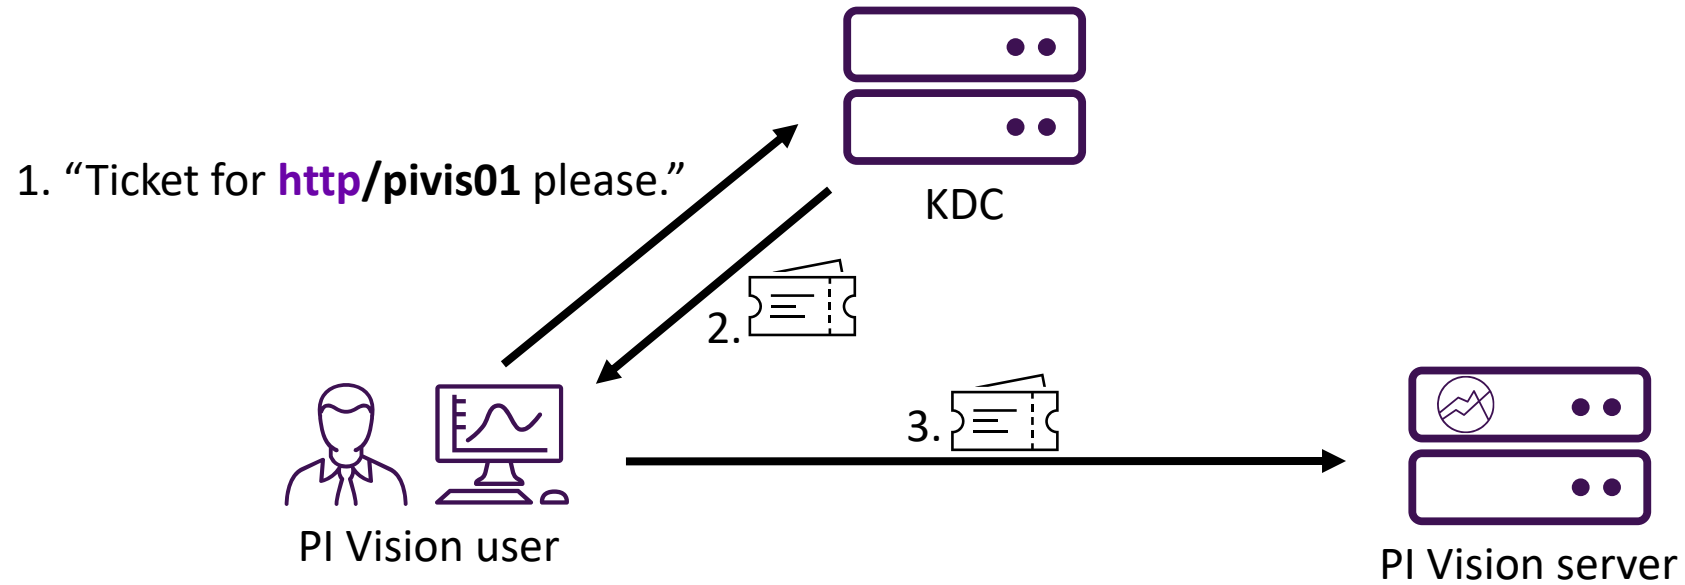 1. “Ticket for http/pivis01 please.”
KDC
2.
3.
PI Vision user
PI Vision server